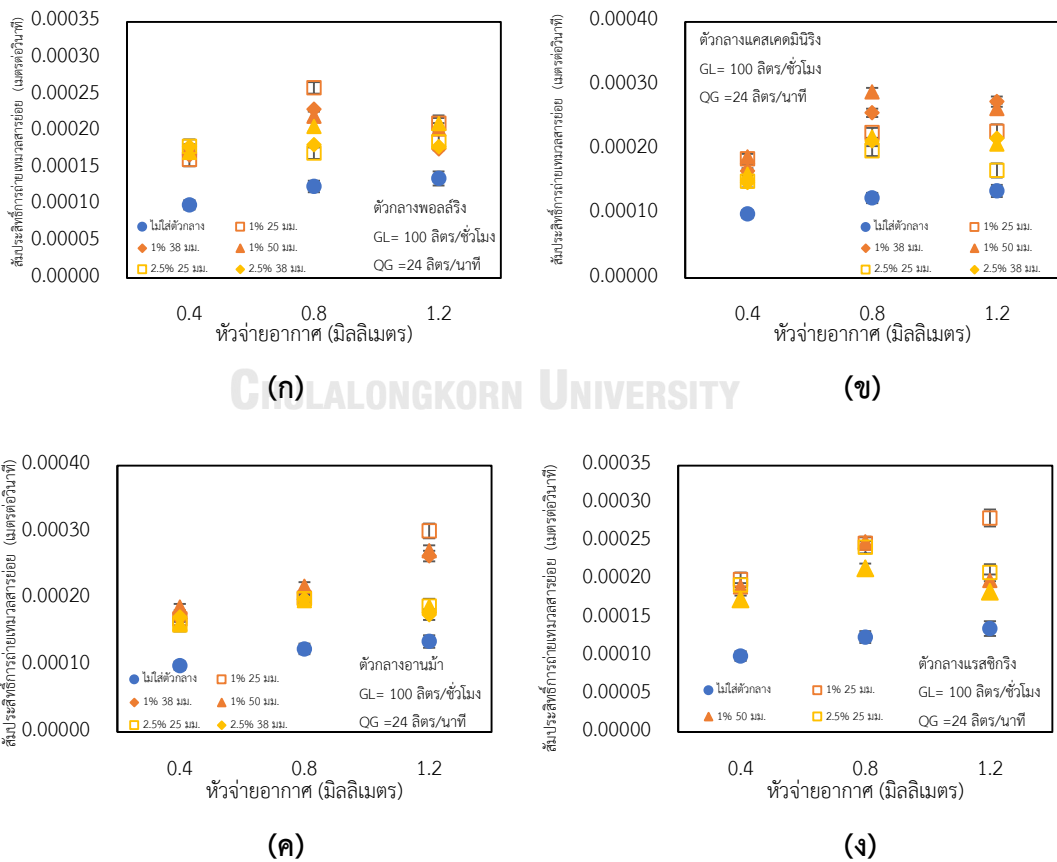 สัมประสิทธิ์การถ่ายเทมวลสารย่อย (เมตรต่อวินาที)
0.00035
0.00030
0.00025
0.00020
0.00015
0.00010
0.00005
0.00000
ไม่ใส่ตัวกลาง
1% 25 มม.
1% 38 มม.
1% 50 มม.
2.5% 25 มม.
2.5% 38 มม.
ตัวกลางพอลล์ริง
GL= 100 ลิตร/ชั่วโมง
QG =24 ลิตร/นาที
0.4 0.8 1.2
หัวจ่ายอากาศ (มิลลิเมตร)
(ก)
สัมประสิทธิ์การถ่ายเทมวลสารย่อย (เมตรต่อวินาที)
0.00040
0.00030
0.00020
0.00010
0.00000
ตัวกลางแคสเคดมินิริง
GL= 100 ลิตร/ชั่วโมง
QG =24 ลิตร/นาที
ไม่ใส่ตัวกลาง
1% 25 มม.
1% 38 มม.
1% 50 มม.
2.5% 25 มม.
2.5% 38 มม.
0.4 0.8 1.2
หัวจ่ายอากาศ (มิลลิเมตร)
(ข)
CHULALONGKORN UNIVERSITY
สัมประสิทธิ์การถ่ายเทมวลสารย่อย (เมตรต่อวินาที)
0.00040
0.00030
0.00020
0.00010
0.00000
ไม่ใส่ตัวกลาง
1% 25 มม.
1% 38 มม.
1% 50 มม.
2.5% 25 มม.
2.5% 38 มม.
ตัวกลางอานม้า
GL= 100 ลิตร/ชั่วโมง
QG =24 ลิตร/นาที
0.4 0.8 1.2
หัวจ่ายอากาศ (มิลลิเมตร)
(ค)
สัมประสิทธิ์การถ่ายเทมวลสารย่อย (เมตรต่อวินาที)
0.00035
0.00030
0.00025
0.00020
0.00015
0.00010
0.00005
0.00000
ไม่ใส่ตัวกลาง
1% 25 มม.
1% 50 มม.
2.5% 25 มม.
ตัวกลางแรสชิกริง
GL= 100 ลิตร/ชั่วโมง
QG =24 ลิตร/นาที
0.4 0.8 1.2
หัวจ่ายอากาศ (มิลลิเมตร)
(ง)